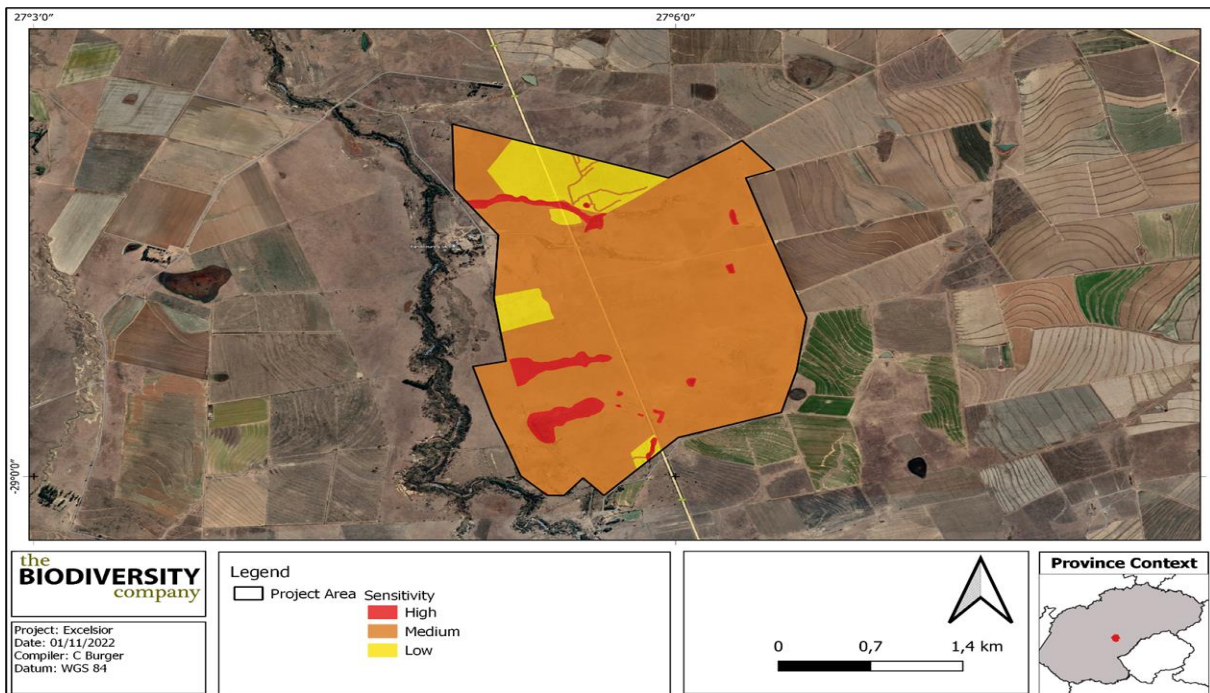 27°3'0"
27°6'0"
-29°0'0"
the
BIODIVERSITY
company
Project: Excelsior
Date: 01/11/2022
Compiler: C Burger
Datum: WGS 84
Legend
Project Area
Sensitivity
High
Medium
Low
0 0,7 1,4 km
Province Context